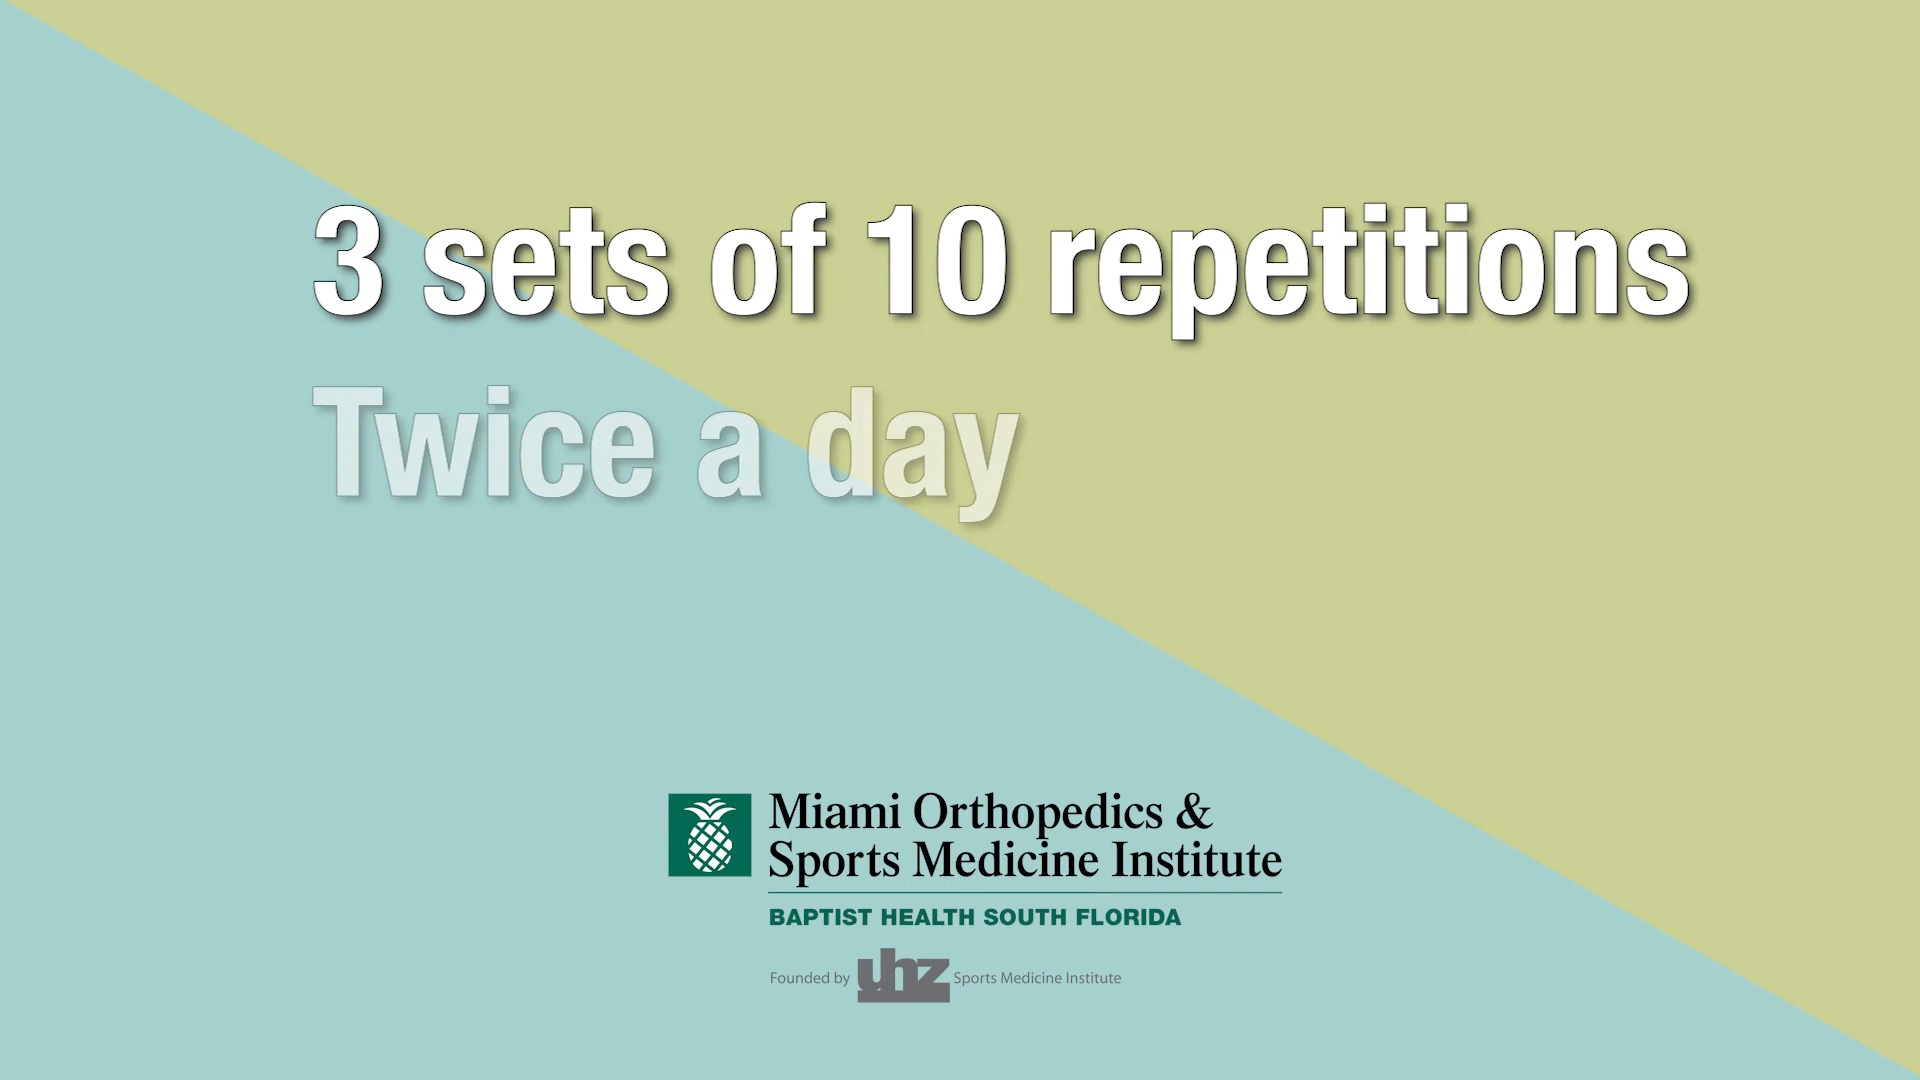 3 sets of 10 repetitions
Twice a day
Miami Orthopedics &
Sports Medicine Institute
BAPTIST HEALTH SOUTH FLORIDA
Founded by uhz Sports Medicine Institute